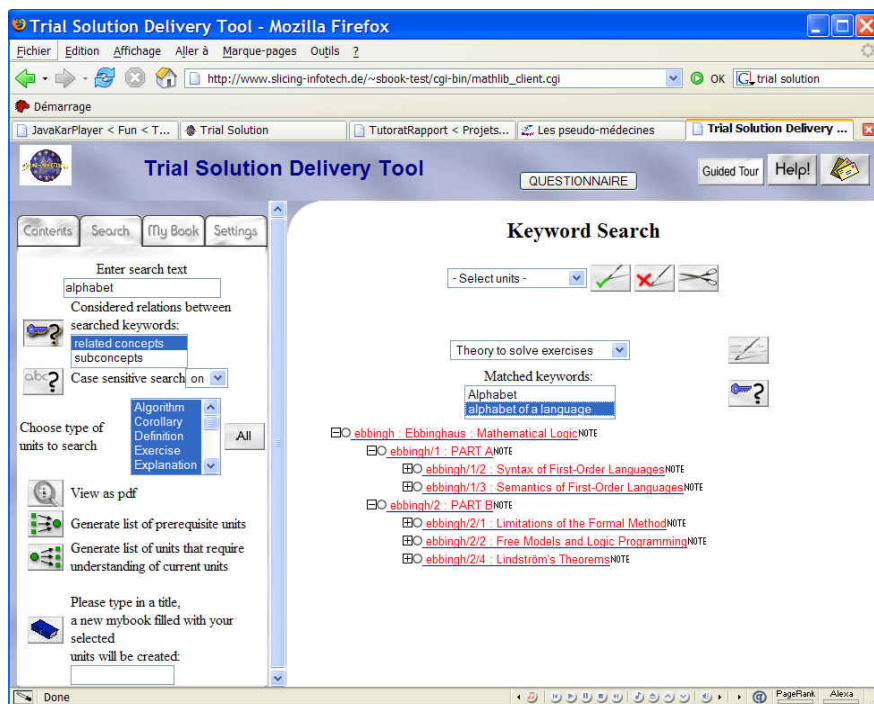 Trial Solution Delivery Tool - Mozilla Firefox
Fichier Edition Affichage Aller à Marque-pages Outils ?
http://www.slicing-infotech.de/~sbook-test/cgi-bin/mathlib_client.cgi OK G trial solution
Démarrage
JavaKarPlayer < Fun < T... Trial Solution TutoratRapport < Projets... Les pseudo-médecines Trial Solution Delivery ...
Trial Solution Delivery Tool
QUESTIONNAIRE
Guided Tour
Help!
Contents Search My Book Settings
Enter search text
alphabet
Considered relations between
searched keywords:
related concepts
subconcepts
abc? Case sensitive search on
Choose type of
units to search
Algorithm
Corollary
Definition
Exercise
Explanation
All
View as pdf
Generate list of prerequisite units
Generate list of units that require
understanding of current units
Please type in a title,
a new mybook filled with your
selected
units will be created:
Keyword Search
- Select units -
Theory to solve exercises
Matched keywords:
Alphabet
alphabet of a language
ebbingh : Ebbinghaus : Mathematical Logic NOTE
ebbingh/1 : PART A NOTE
ebbingh/1/2 : Syntax of First-Order Languages NOTE
ebbingh/1/3 : Semantics of First-Order Languages NOTE
ebbingh/2 : PART B NOTE
ebbingh/2/1 : Limitations of the Formal Method NOTE
ebbingh/2/2 : Free Models and Logic Programming NOTE
ebbingh/2/4 : Lindström's Theorems NOTE
Done
PageRank Alexa